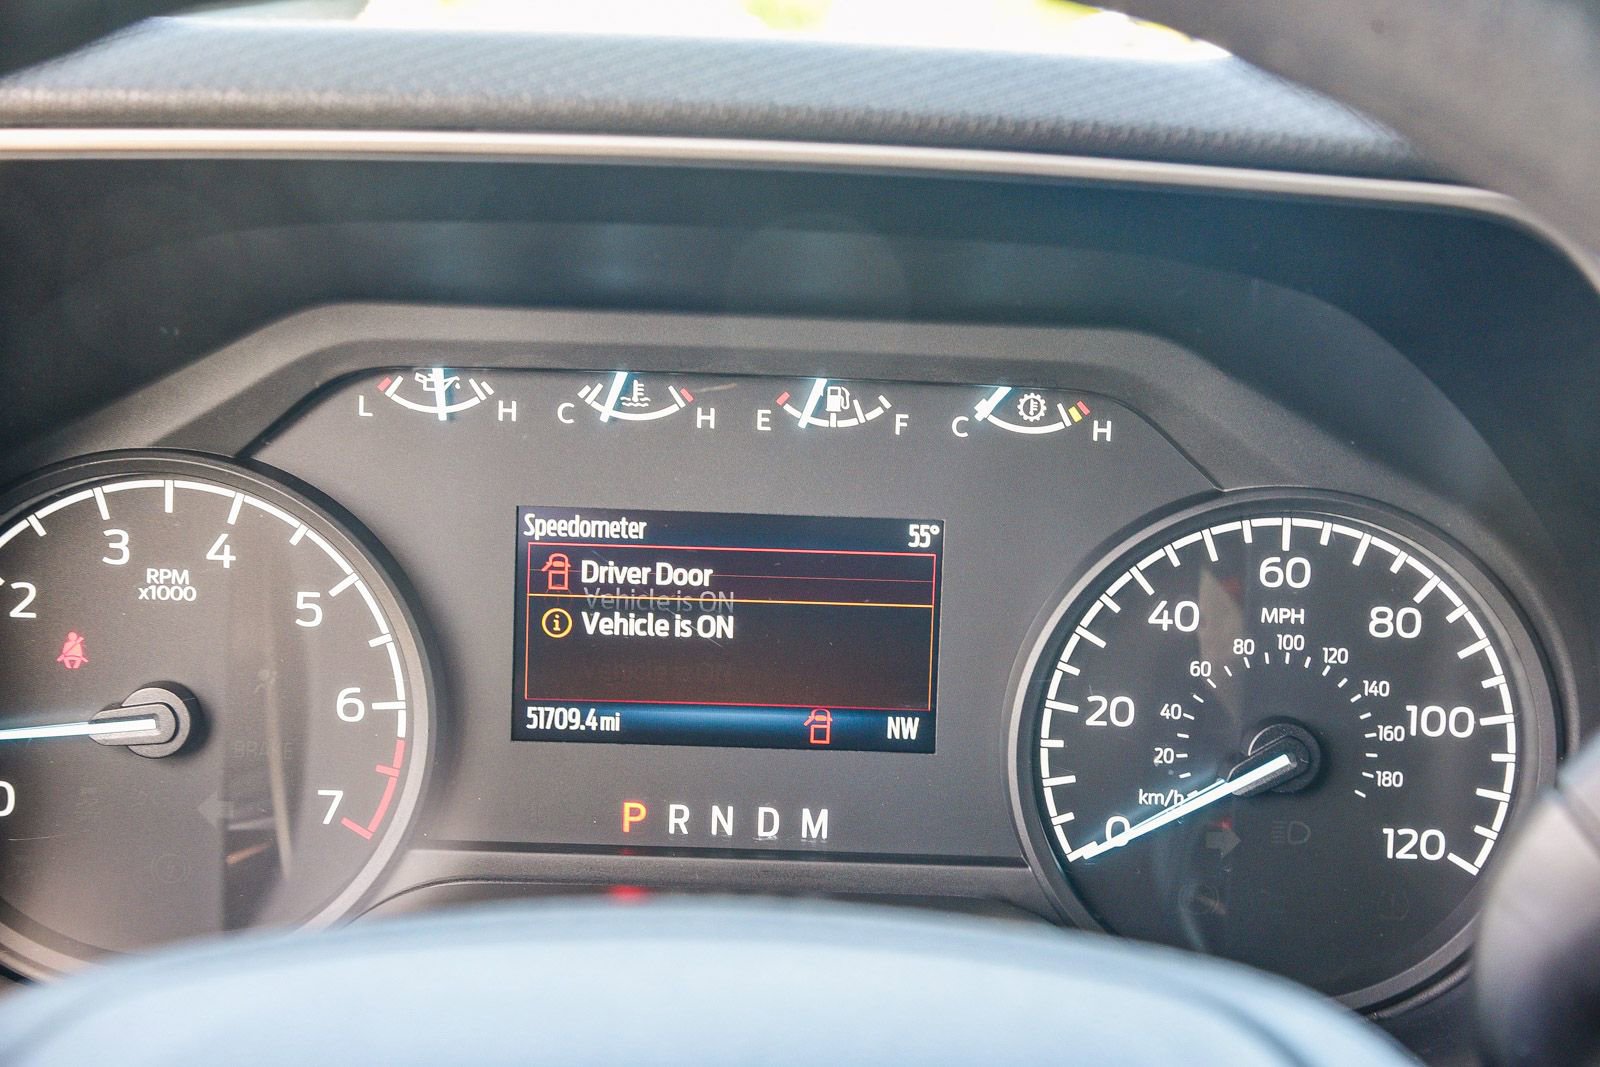 L H
C H
E F
C H
0
2
3
4
5
6
7
RPM
x1000
BRAKE
Speedometer 55°
Driver Door
Vehicle is ON
Vehicle is ON
51709.4 mi NW
P R N D M
0
20
40
60
80
100
120
MPH
km/h
20
40
60
80
100
120
140
160
180